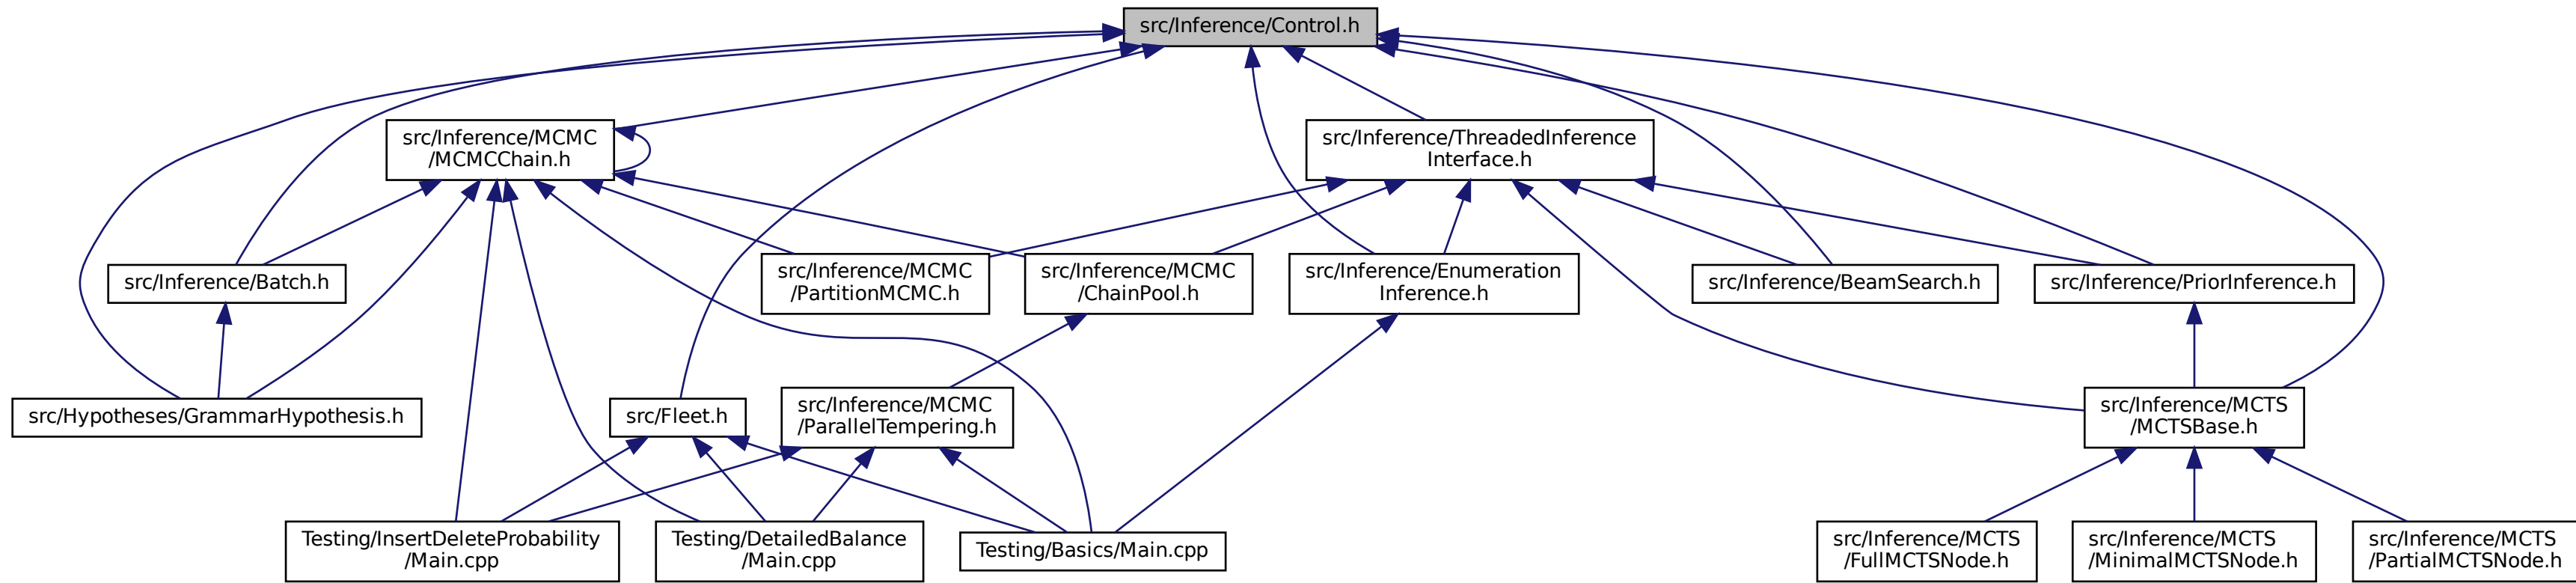 src/Inference/Control.h
src/Inference/MCMC
/MCMCChain.h
src/Inference/ThreadedInference
Interface.h
src/Inference/Batch.h
src/Inference/MCMC
/PartitionMCMC.h
src/Inference/MCMC
/ChainPool.h
src/Inference/Enumeration
Inference.h
src/Inference/BeamSearch.h
src/Inference/PriorInference.h
src/Hypotheses/GrammarHypothesis.h
src/Fleet.h
src/Inference/MCMC
/ParallelTempering.h
src/Inference/MCTS
/MCTSBase.h
Testing/InsertDeleteProbability
/Main.cpp
Testing/DetailedBalance
/Main.cpp
Testing/Basics/Main.cpp
src/Inference/MCTS
/FullMCTSNode.h
src/Inference/MCTS
/MinimalMCTSNode.h
src/Inference/MCTS
/PartialMCTSNode.h